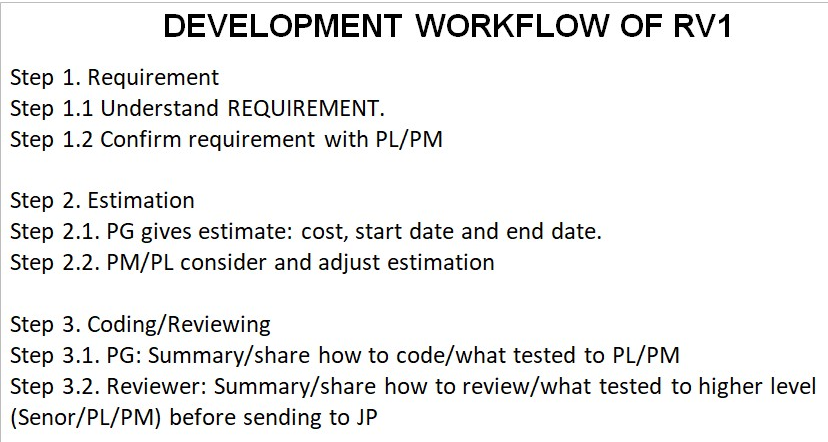 DEVELOPMENT WORKFLOW OF RV1
Step 1. Requirement
Step 1.1 Understand REQUIREMENT.
Step 1.2 Confirm requirement with PL/PM
Step 2. Estimation
Step 2.1. PG gives estimate: cost, start date and end date.
Step 2.2. PM/PL consider and adjust estimation
Step 3. Coding/Reviewing
Step 3.1. PG: Summary/share how to code/what tested to PL/PM
Step 3.2. Reviewer: Summary/share how to review/what tested to higher level
(Senor/PL/PM) before sending to JP